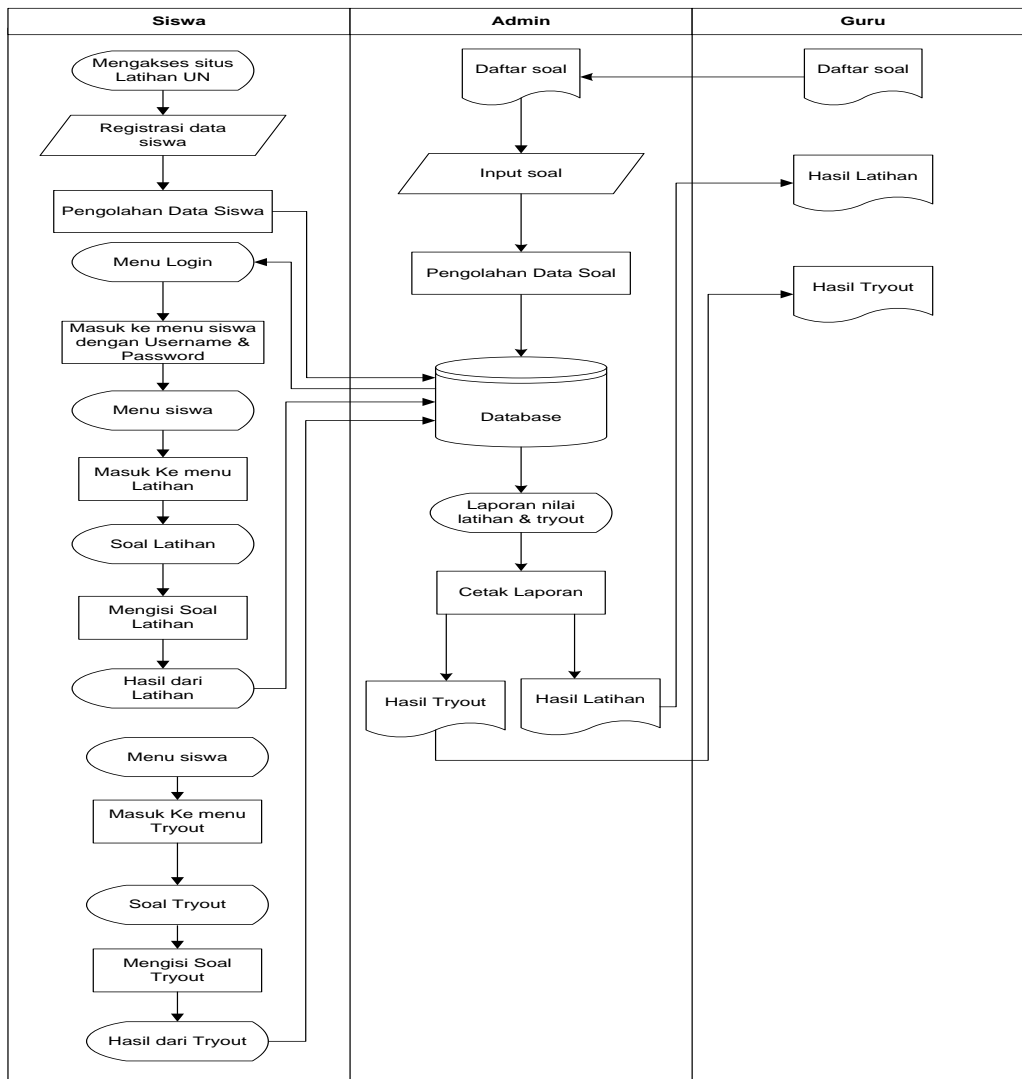 Siswa
Admin
Guru
Mengakses situs
Latihan UN
Registrasi data
siswa
Pengolahan Data Siswa
Menu Login
Masuk ke menu siswa
dengan Username &
Password
Menu siswa
Masuk Ke menu
Latihan
Soal Latihan
Mengisi Soal
Latihan
Hasil dari
Latihan
Menu siswa
Masuk Ke menu
Tryout
Soal Tryout
Mengisi Soal
Tryout
Hasil dari Tryout
Daftar soal
Input soal
Pengolahan Data Soal
Database
Laporan nilai
latihan & tryout
Cetak Laporan
Hasil Tryout
Hasil Latihan
Daftar soal
Hasil Latihan
Hasil Tryout